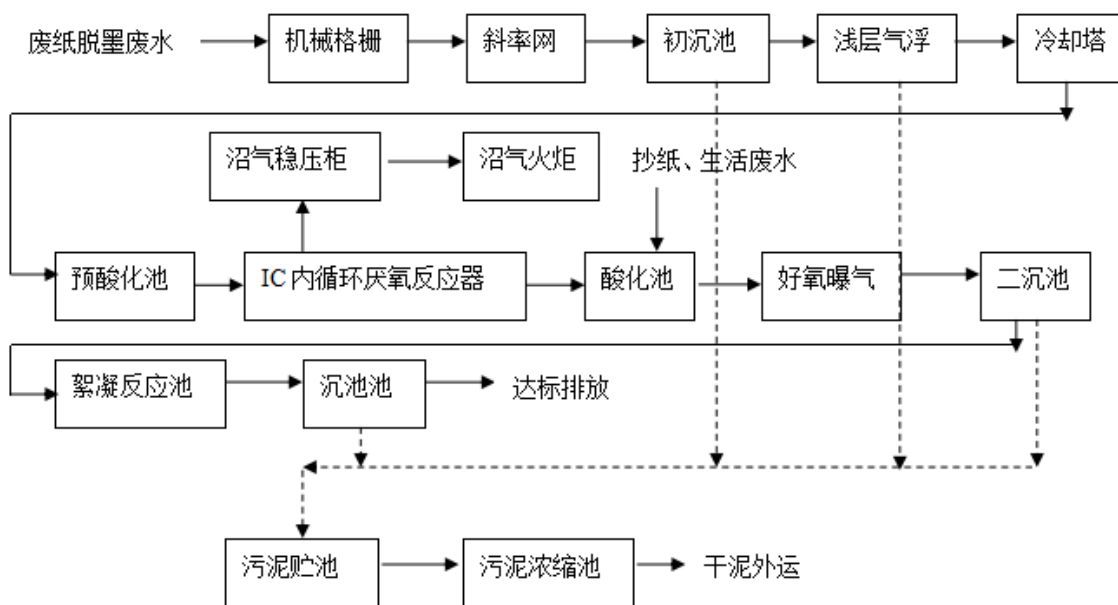 废纸脱墨废水 机械格栅 斜率网 初沉池 浅层气浮 冷却塔
沼气稳压柜 沼气火炬 抄纸、生活废水
预酸化池 IC 内循环厌氧反应器 酸化池 好氧曝气 二沉池
絮凝反应池 沉池池 达标排放
污泥贮池 污泥浓缩池 干泥外运